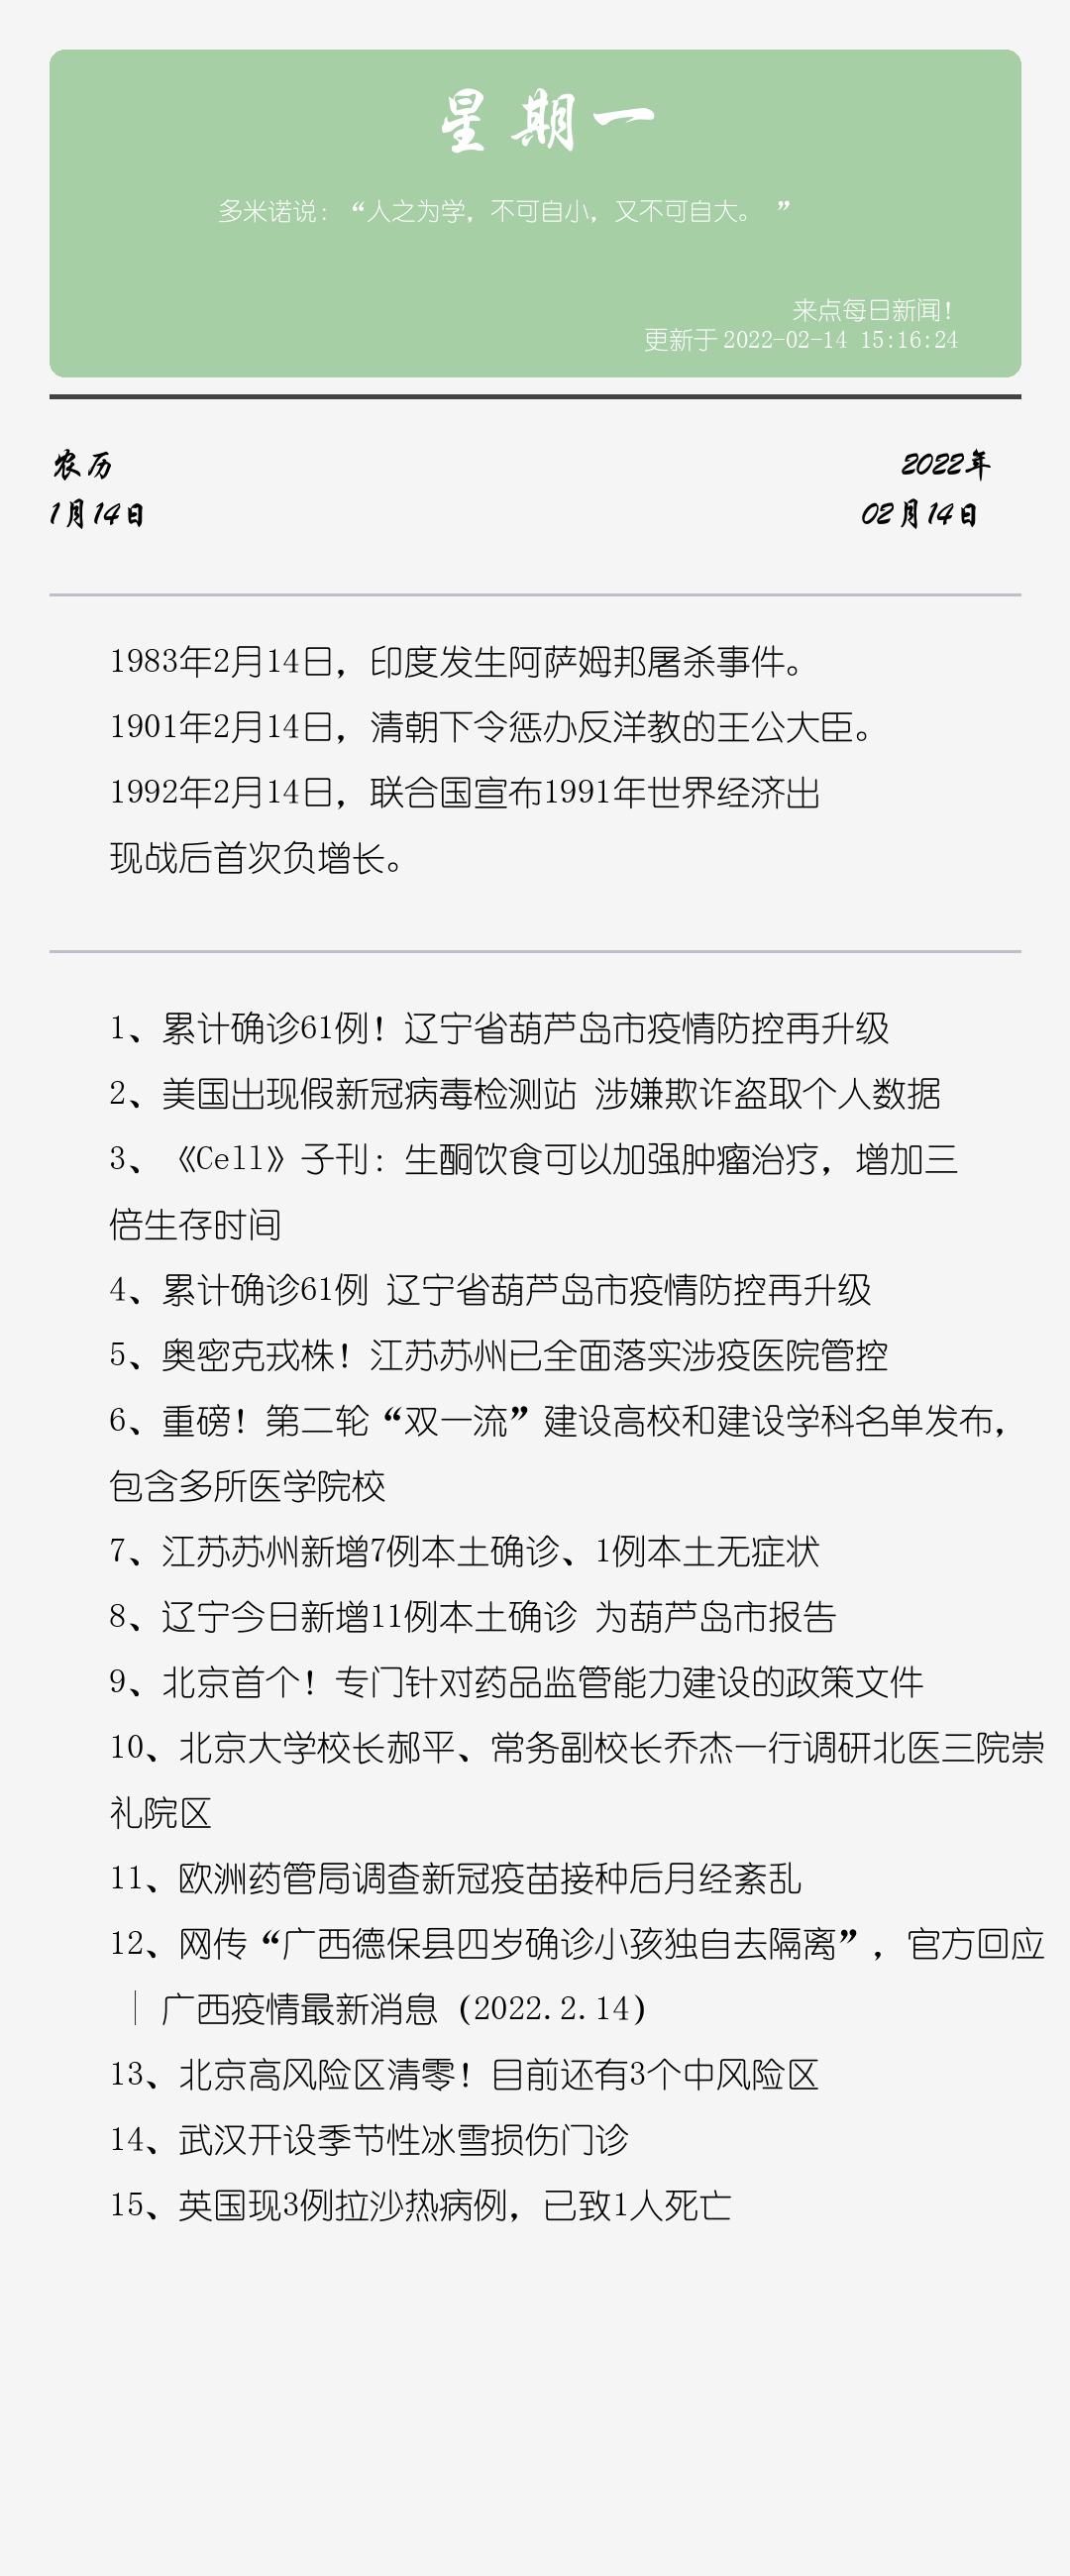 星期一
多米诺说：“人之为学，不可自小，又不可自大。 ”
来点每日新闻！
更新于 2022-02-14 15:16:24
农历
2022年
1月14日
02月14日
1983年2月14日，印度发生阿萨姆邦屠杀事件。
1901年2月14日，清朝下令惩办反洋教的王公大臣。
1992年2月14日，联合国宣布1991年世界经济出
现战后首次负增长。
1、累计确诊61例！辽宁省葫芦岛市疫情防控再升级
2、美国出现假新冠病毒检测站 涉嫌欺诈盗取个人数据
3、《Cell》子刊：生酮饮食可以加强肿瘤治疗，增加三
倍生存时间
4、累计确诊61例 辽宁省葫芦岛市疫情防控再升级
5、奥密克戎株！江苏苏州已全面落实涉疫医院管控
6、重磅！第二轮“双一流”建设高校和建设学科名单发布，
包含多所医学院校
7、江苏苏州新增7例本土确诊、1例本土无症状
8、辽宁今日新增11例本土确诊 为葫芦岛市报告
9、北京首个！专门针对药品监管能力建设的政策文件
10、北京大学校长郝平、常务副校长乔杰一行调研北医三院崇
礼院区
11、欧洲药管局调查新冠疫苗接种后月经紊乱
12、网传“广西德保县四岁确诊小孩独自去隔离”，官方回应
｜广西疫情最新消息（2022.2.14）
13、北京高风险区清零！目前还有3个中风险区
14、武汉开设季节性冰雪损伤门诊
15、英国现3例拉沙热病例，已致1人死亡